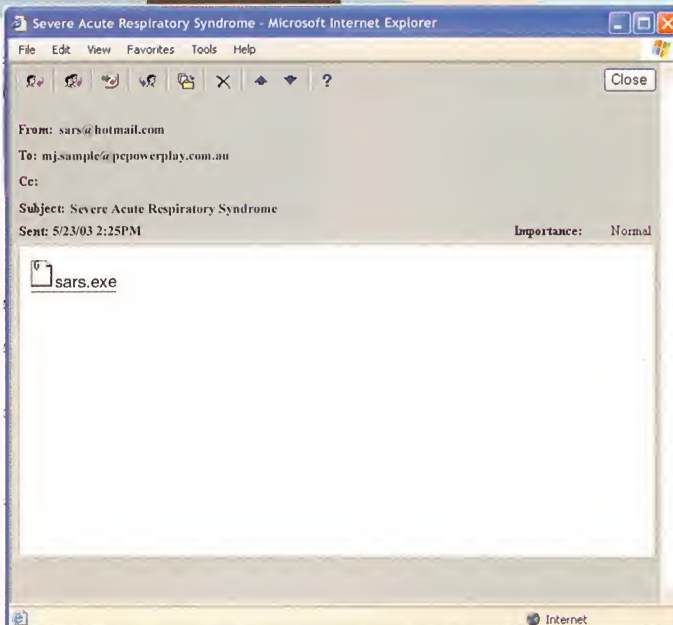 Severe Acute Respiratory Syndrome - Microsoft Internet Explorer
File Edit View Favorites Tools Help
? Close
From: sars@hotmail.com
To: mj.sample@pcpowerplay.com.au
Cc:
Subject: Severe Acute Respiratory Syndrome
Sent: 5/23/03 2:25PM Importance: Normal
sars.exe
Internet